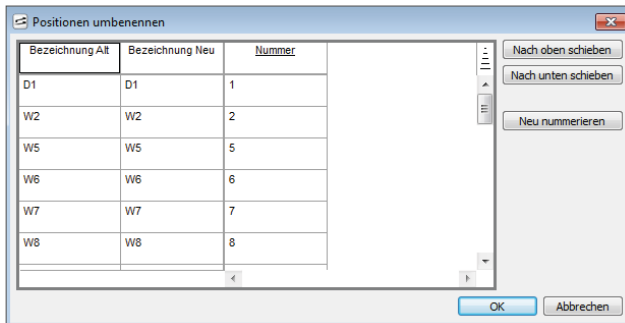 Positionen umbenennen
Bezeichnung Alt Bezeichnung Neu Nummer
Nach oben schieben
Nach unten schieben
Neu nummerieren
D1 D1 1
W2 W2 2
W5 W5 5
W6 W6 6
W7 W7 7
W8 W8 8
OK Abbrechen